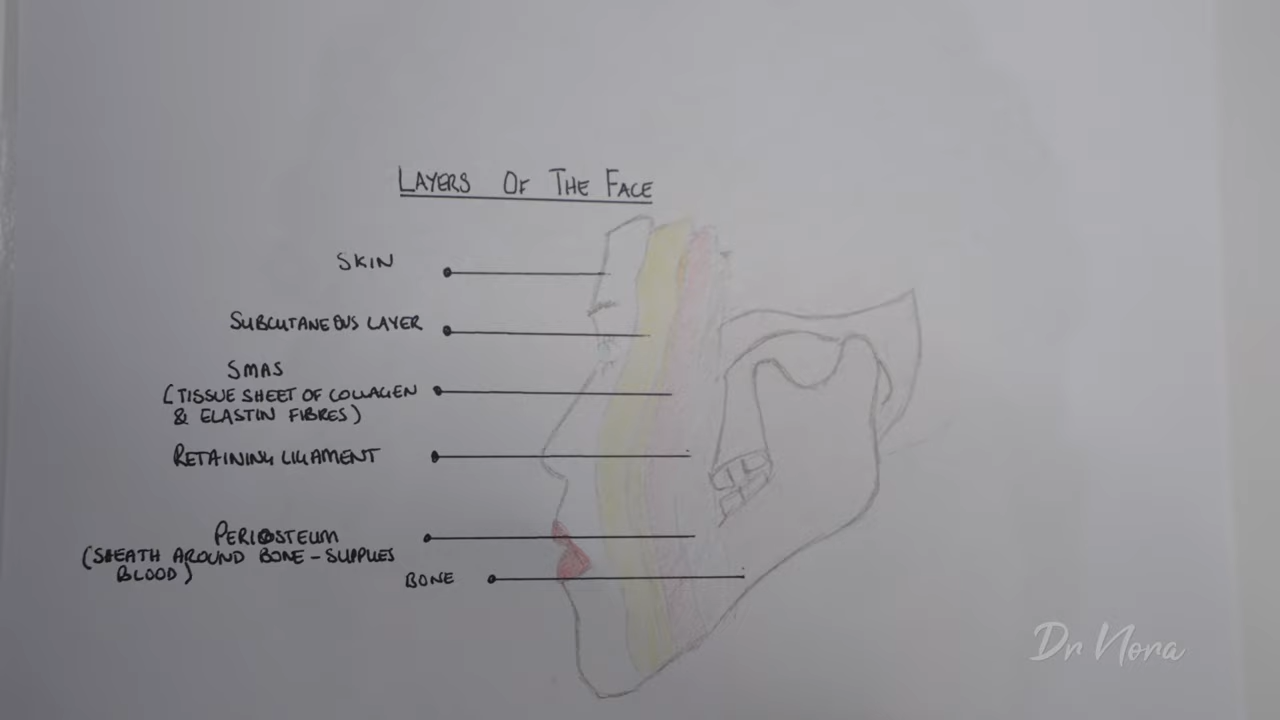 LAYERS OF THE FACE
SKIN
SUBCUTANEOUS LAYER
SMAS
(TISSUE SHEET OF COLLAGEN
& ELASTIN FIBRES)
RETAINING LIGAMENT
PERIOSTEUM
(SHEATH AROUND BONE - SUPPLIES
BLOOD)
BONE
Dr Nora